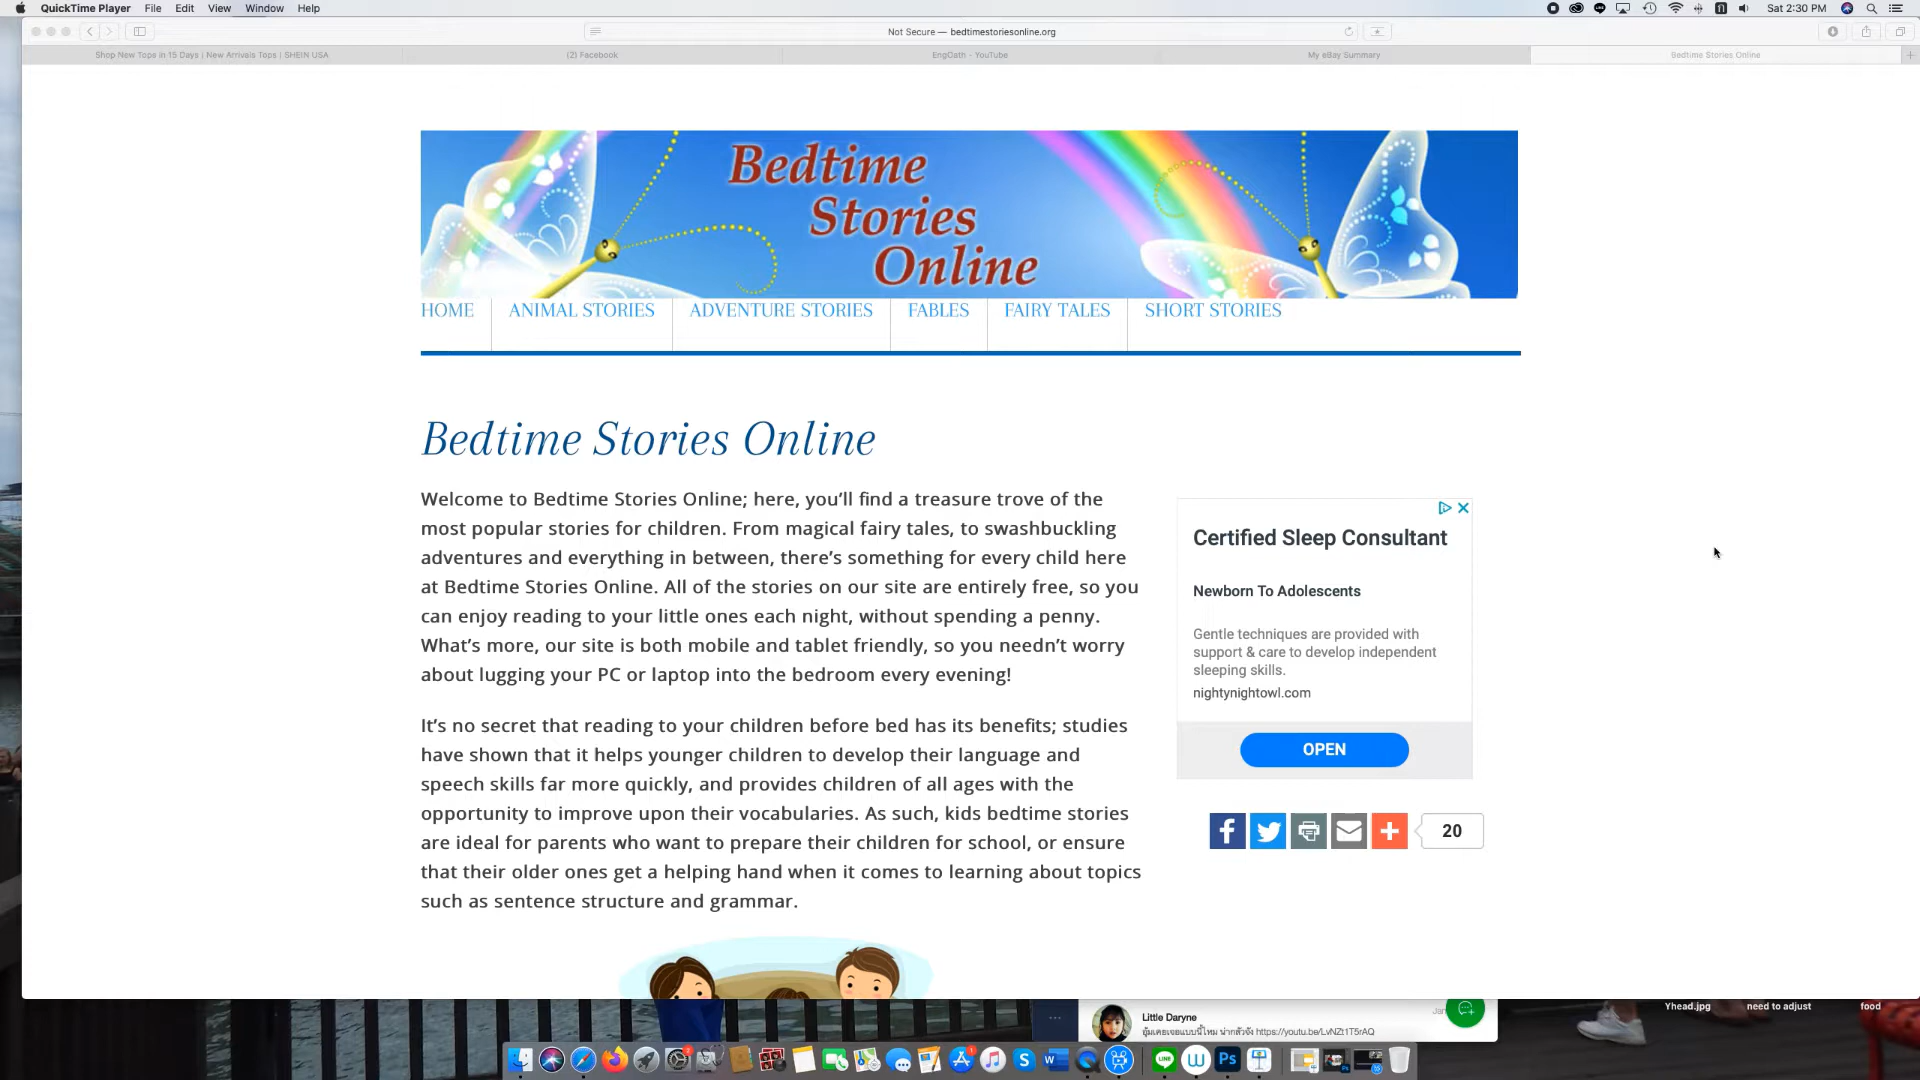 QuickTime Player File Edit View Window Help
Sat 2:30 PM
Not Secure — bedtimestoriesonline.org
Shop New Tops in 15 Days | New Arrivals Tops | SHEIN USA
(2) Facebook
EngOath - YouTube
My eBay Summary
Bedtime Stories Online
Bedtime
Stories
Online
HOME ANIMAL STORIES ADVENTURE STORIES FABLES FAIRY TALES SHORT STORIES
Bedtime Stories Online
Welcome to Bedtime Stories Online; here, you’ll find a treasure trove of the
most popular stories for children. From magical fairy tales, to swashbuckling
adventures and everything in between, there’s something for every child here
at Bedtime Stories Online. All of the stories on our site are entirely free, so you
can enjoy reading to your little ones each night, without spending a penny.
What’s more, our site is both mobile and tablet friendly, so you needn’t worry
about lugging your PC or laptop into the bedroom every evening!
It’s no secret that reading to your children before bed has its benefits; studies
have shown that it helps younger children to develop their language and
speech skills far more quickly, and provides children of all ages with the
opportunity to improve upon their vocabularies. As such, kids bedtime stories
are ideal for parents who want to prepare their children for school, or ensure
that their older ones get a helping hand when it comes to learning about topics
such as sentence structure and grammar.
Certified Sleep Consultant
Newborn To Adolescents
Gentle techniques are provided with
support & care to develop independent
sleeping skills.
nightynightowl.com
OPEN
20
Yhead.jpg need to adjust food
Little Daryne
https://youtu.be/LvNZt1T5rAQ